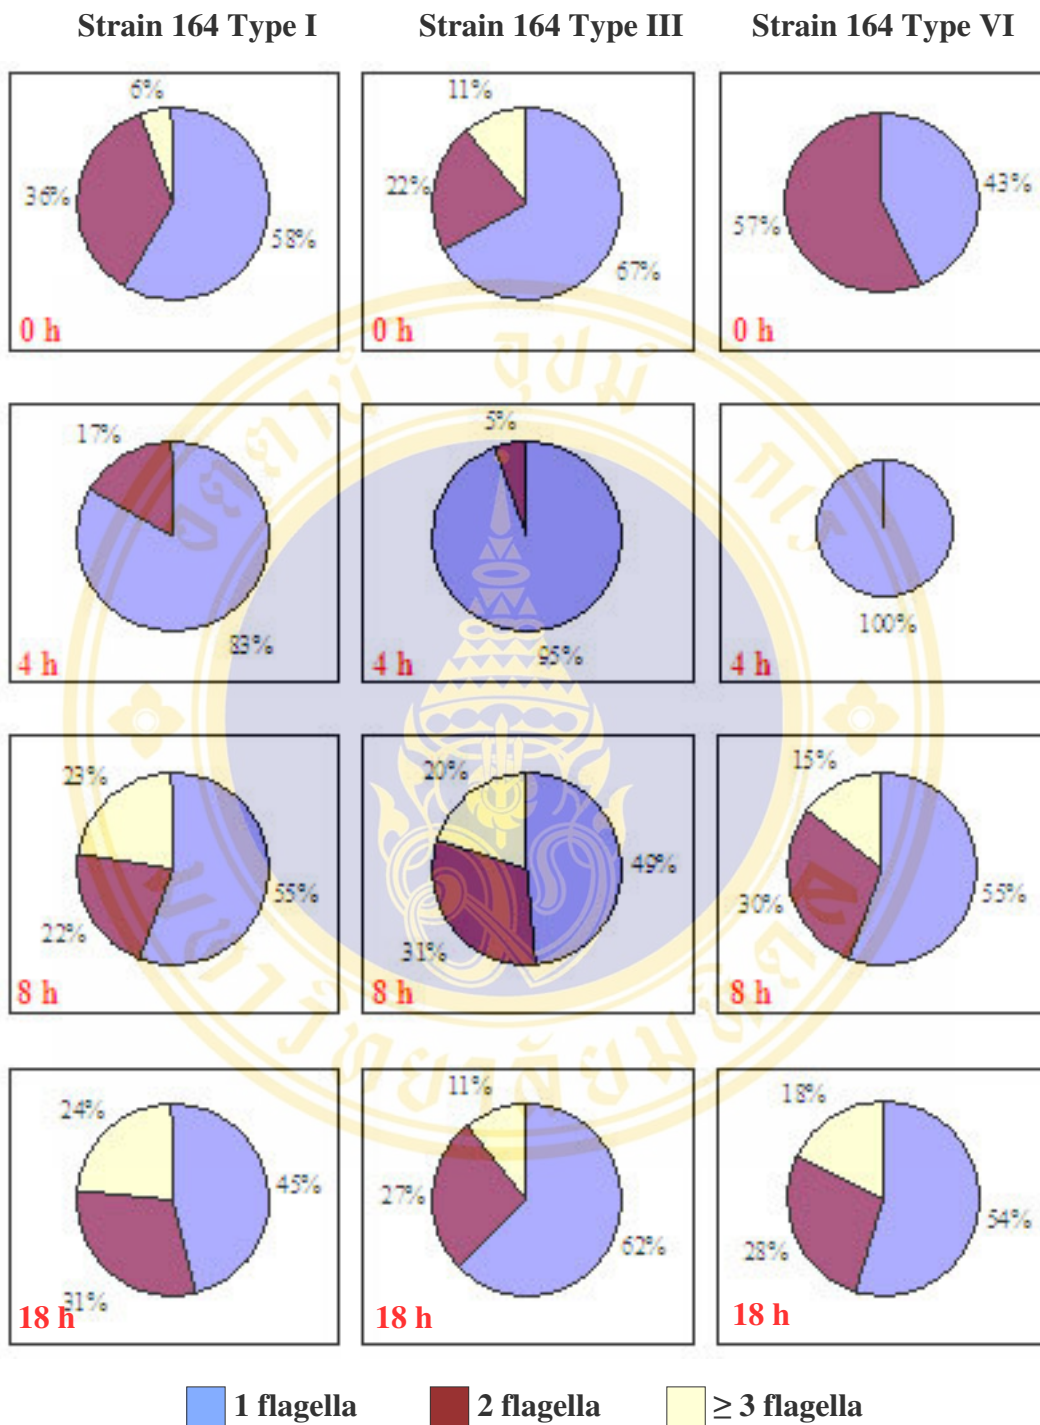 Strain 164 Type I Strain 164 Type III Strain 164 Type VI
6% 11%
36% 58% 22% 67% 57% 43%
0 h 0 h 0 h
17% 5%
83% 95% 100%
4 h 4 h 4 h
23% 20% 15%
55% 49% 55%
22% 31% 30%
8 h 8 h 8 h
24% 11% 18%
45% 27% 62% 54%
31% 28%
18 h 18 h 18 h
1 flagella 2 flagella ≥ 3 flagella